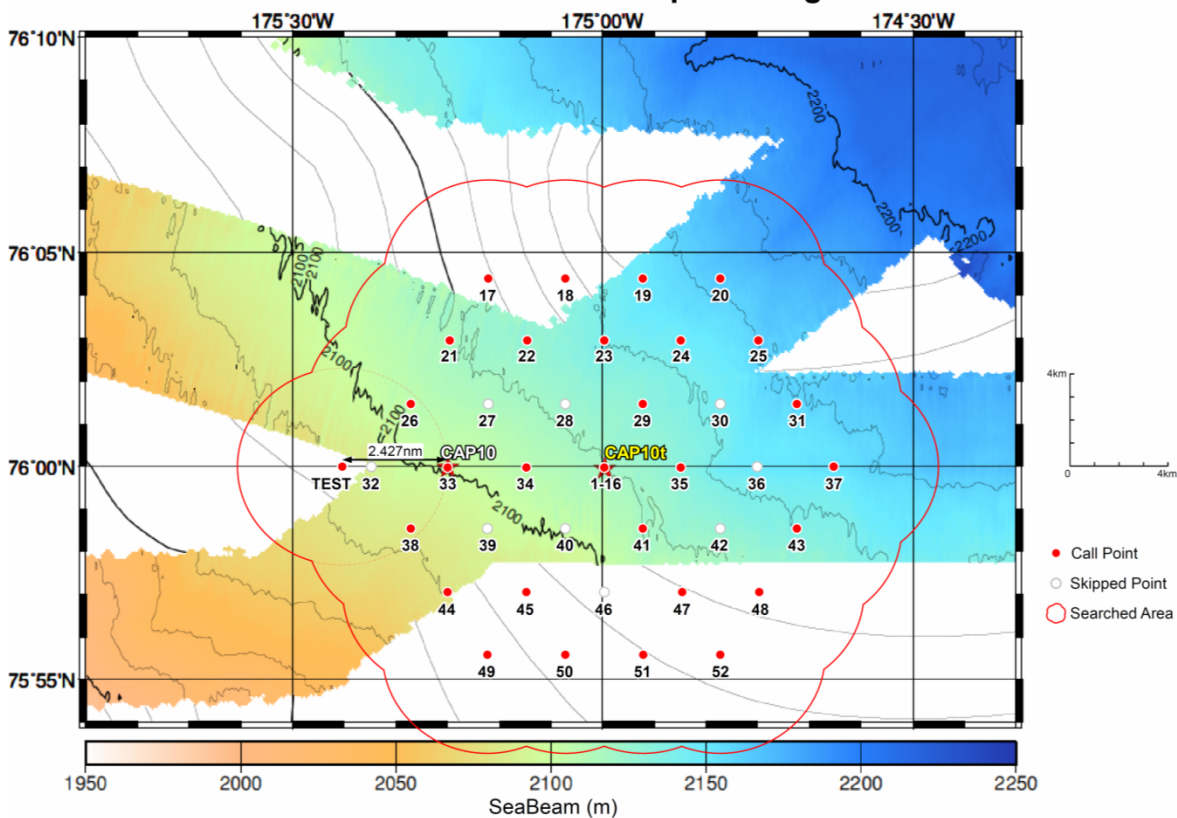 175°30'W 175°00'W 174°30'W
76°10'N
2200
2200
2200
76°05'N
2100
2100
17 18 19 20
21 22 23 24 25
2100
4km
26 27 28 29 30 31
2100
2.427nm
CAP10 CAP10t
76°00'N
0
0 4km
TEST 32 33 34 1-16 35 36 37
2100
38 39 40 41 42 43
Call Point
Skipped Point
44 45 46 47 48
Searched Area
49 50 51 52
75°55'N
1950 2000 2050 2100 2150 2200 2250
SeaBeam (m)